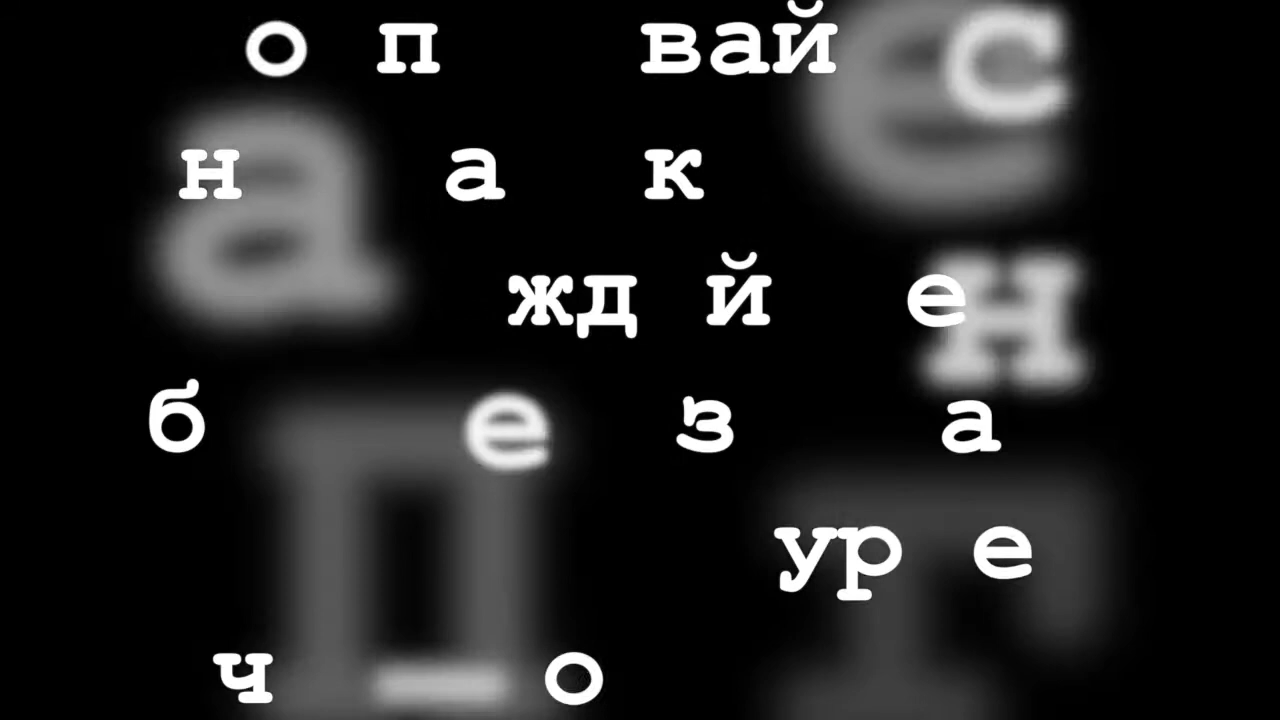 о п вай с
н а к
жд й е н
б е з а
ур е
ч – о